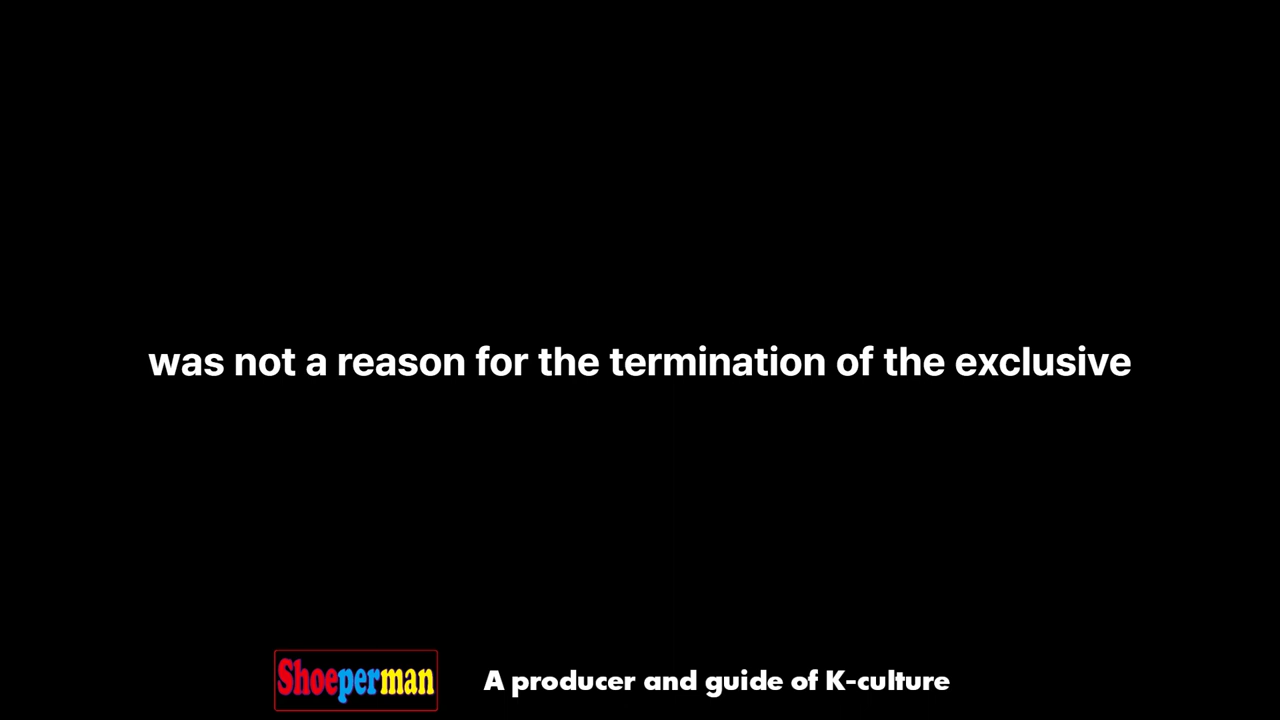 was not a reason for the termination of the exclusive
Shoeperman
A producer and guide of K-culture